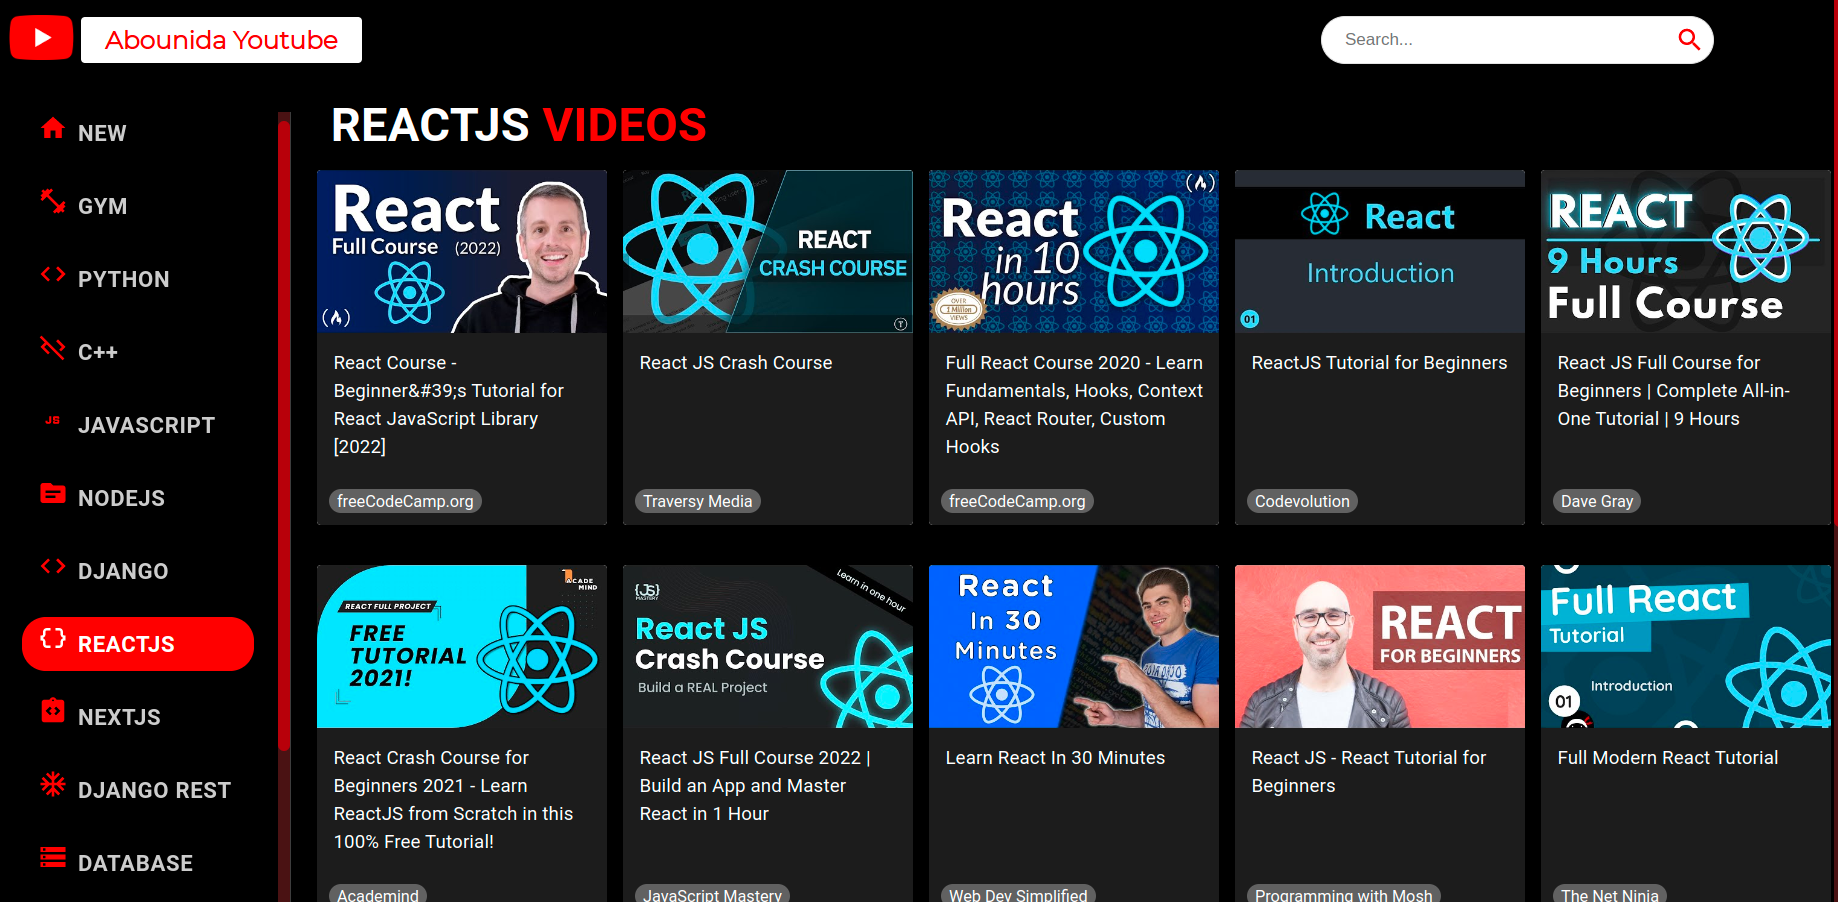 Abounida Youtube
Search...
NEW
GYM
PYTHON
C++
JAVASCRIPT
NODEJS
DJANGO
REACTJS
NEXTJS
DJANGO REST
DATABASE
JS
REACTJS VIDEOS
React
Full Course (2022)
React Course -
Beginner&#39;s Tutorial for
React JavaScript Library
[2022]
freeCodeCamp.org
REACT
CRASH COURSE
T
React JS Crash Course
Traversy Media
React
in 10
hours
OVER
1 Million
VIEWS
Full React Course 2020 - Learn
Fundamentals, Hooks, Context
API, React Router, Custom
Hooks
freeCodeCamp.org
React
Introduction
01
ReactJS Tutorial for Beginners
Codevolution
REACT
9 Hours
Full Course
React JS Full Course for
Beginners | Complete All-in-
One Tutorial | 9 Hours
Dave Gray
ACADE
MIND
REACT FULL PROJECT
FREE
TUTORIAL
2021!
React Crash Course for
Beginners 2021 - Learn
ReactJS from Scratch in this
100% Free Tutorial!
Academind
{JS}
MASTERY
Learn in one hour
React JS
Crash Course
Build a REAL Project
React JS Full Course 2022 |
Build an App and Master
React in 1 Hour
JavaScript Mastery
React
In 30
Minutes
Learn React In 30 Minutes
Web Dev Simplified
REACT
FOR BEGINNERS
React JS - React Tutorial for
Beginners
Programming with Mosh
Full React
Tutorial
Introduction
01
Full Modern React Tutorial
The Net Ninja